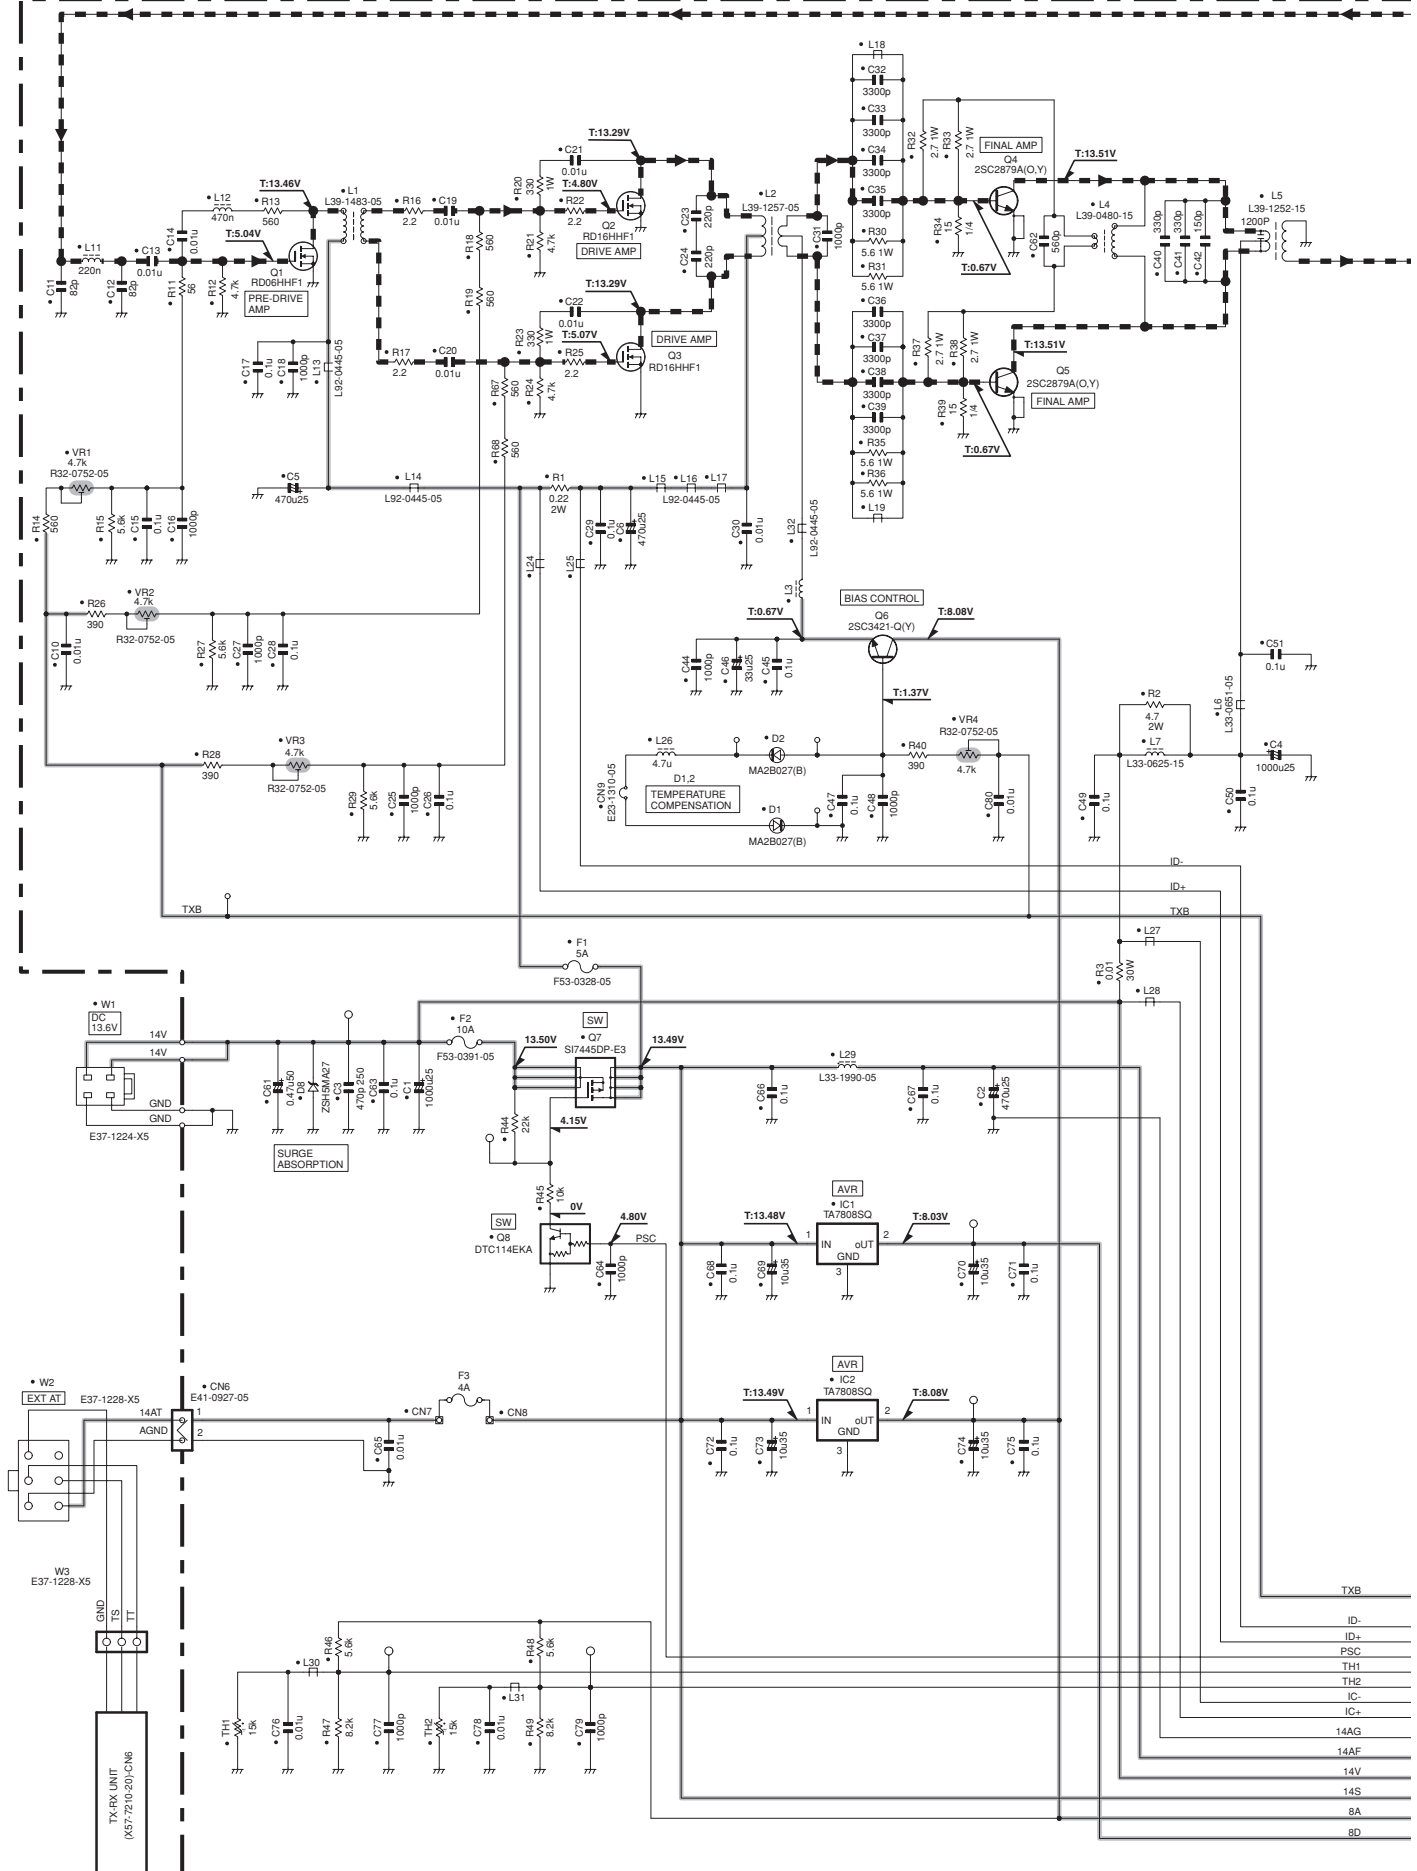 • L18
• C32
3300p
• C33
3300p
• C34
3300p
• C35
3300p
• R30
5.6 1W
• R31
5.6 1W
• C36
3300p
• C37
3300p
• C38
3300p
• C39
3300p
• R35
5.6 1W
• R36
5.6 1W
• L19
• R32
2.7 1W
• R33
2.7 1W
• R34
15
1/4
FINAL AMP
Q4
2SC2879A(O,Y)
T:13.51V
T:0.67V
• R37
2.7 1W
• R38
2.7 1W
• R39
15
1/4
T:13.51V
Q5
2SC2879A(O,Y)
FINAL AMP
T:0.67V
• C62
560p
• L4
L39-0480-15
• C40
330p
• C41
330p
• C42
150p
• L5
L39-1252-15
1200P
T:13.29V
• C21
0.01u
• R20
330
1W
T:4.80V
• R22
2.2
• R21
4.7k
Q2
RD16HHF1
DRIVE AMP
• C23
220p
• C24
220p
• L2
L39-1257-05
• C31
1000p
T:13.29V
• C22
0.01u
• R23
330
1W
T:5.07V
• R25
2.2
• R24
4.7k
DRIVE AMP
Q3
RD16HHF1
T:13.46V
• L12
470n
• R13
560
• C14
0.01u
T:5.04V
• L11
220n
• C13
0.01u
• C11
82p
• C12
82p
• R11
56
• R12
4.7k
Q1
RD06HHF1
PRE-DRIVE
AMP
• L1
L39-1483-05
• R16
2.2
• C19
0.01u
• R18
560
• R19
560
• R17
2.2
• C20
0.01u
• R67
560
• R68
560
• C17
0.1u
• C18
1000p
• L13
L92-0445-05
• VR1
4.7k
R32-0752-05
• R14
560
• R15
5.6k
• C15
0.1u
• C16
1000p
• C5
470u25
• L14
L92-0445-05
• R1
0.22
2W
• L15
• L16
• L17
L92-0445-05
• C29
0.1u
• C6
470u25
• C30
0.01u
• L32
L92-0445-05
• L24
• L25
• L3
• R26
390
• VR2
4.7k
R32-0752-05
• C10
0.01u
• R27
5.6k
• C27
1000p
• C28
0.1u
BIAS CONTROL
Q6
2SC3421-Q(Y)
T:0.67V
T:8.08V
• C44
1000p
• C46
33u25
• C45
0.1u
T:1.37V
• R28
390
• VR3
4.7k
R32-0752-05
• R29
5.6k
• C25
1000p
• C26
0.1u
• CN9
E23-1310-05
• L26
4.7u
• D2
MA2B027(B)
D1,2
TEMPERATURE
COMPENSATION
• D1
MA2B027(B)
• C47
0.1u
• C48
1000p
• R40
390
• VR4
R32-0752-05
4.7k
• C80
0.01u
• R2
4.7
2W
• L7
L33-0625-15
• C49
0.1u
• C51
0.1u
• L6
L33-0651-05
• C4
1000u25
• C50
0.1u
ID-
ID+
TXB
TXB
• L27
• R3
0.01
30W
• L28
• F1
5A
F53-0328-05
• W1
DC
13.6V
14V
14V
GND
GND
E37-1224-X5
• C61
0.47u50
• D8
ZSH5MA27
• C3
470p 250
• C63
0.1u
• C1
1000u25
SURGE
ABSORPTION
• F2
10A
F53-0391-05
13.50V
SW
• Q7
SI7445DP-E3
13.49V
• R44
22k
4.15V
• R45
10k
0V
SW
• Q8
DTC114EKA
4.80V
PSC
• C64
1000p
• C66
0.1u
• L29
L33-1990-05
• C67
0.1u
• C2
470u25
AVR
• IC1
TA7808SQ
T:13.48V
1
IN
oUT
GND
2
3
T:8.03V
• C68
0.1u
• C69
10u35
• C70
10u35
• C71
0.1u
AVR
• IC2
TA7808SQ
T:13.49V
1
IN
oUT
GND
2
3
T:8.08V
• C72
0.1u
• C73
10u35
• C74
10u35
• C75
0.1u
• W2
EXT AT
E37-1228-X5
14AT
AGND
• CN6
E41-0927-05
1
2
• C65
0.01u
• CN7
F3
4A
• CN8
W3
E37-1228-X5
GND
TS
TT
TX-RX UNIT
(X57-7210-20)-CN6
• R46
5.6k
• L30
• TH1
15k
• C76
0.01u
• R47
8.2k
• C77
1000p
• R48
5.6k
• L31
• TH2
15k
• C78
0.01u
• R49
8.2k
• C79
1000p
TXB
ID-
ID+
PSC
TH1
TH2
IC-
IC+
14AG
14AF
14V
14S
8A
8D